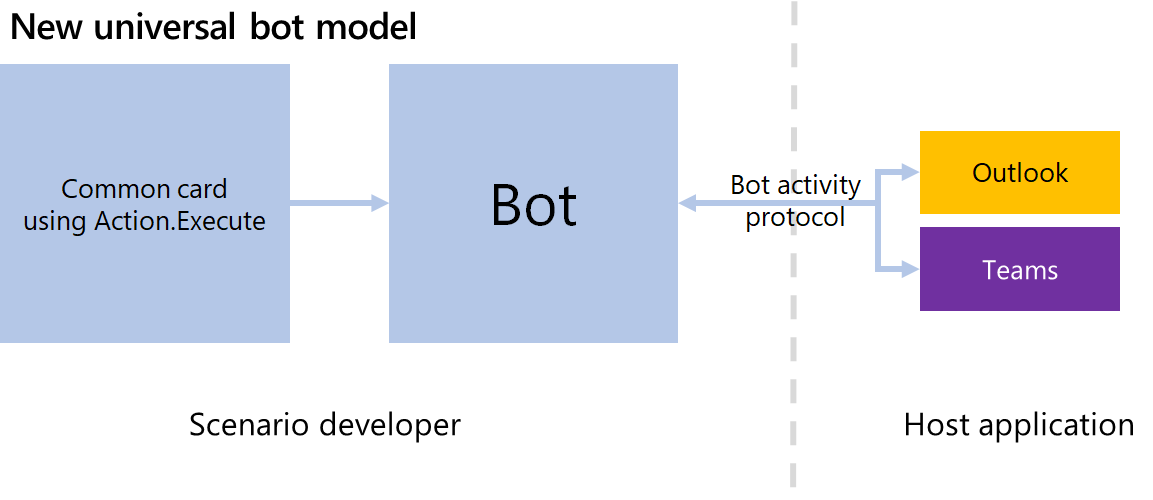 New universal bot model
Common card
using Action.Execute
Bot
Bot activity
protocol
Outlook
Teams
Scenario developer
Host application